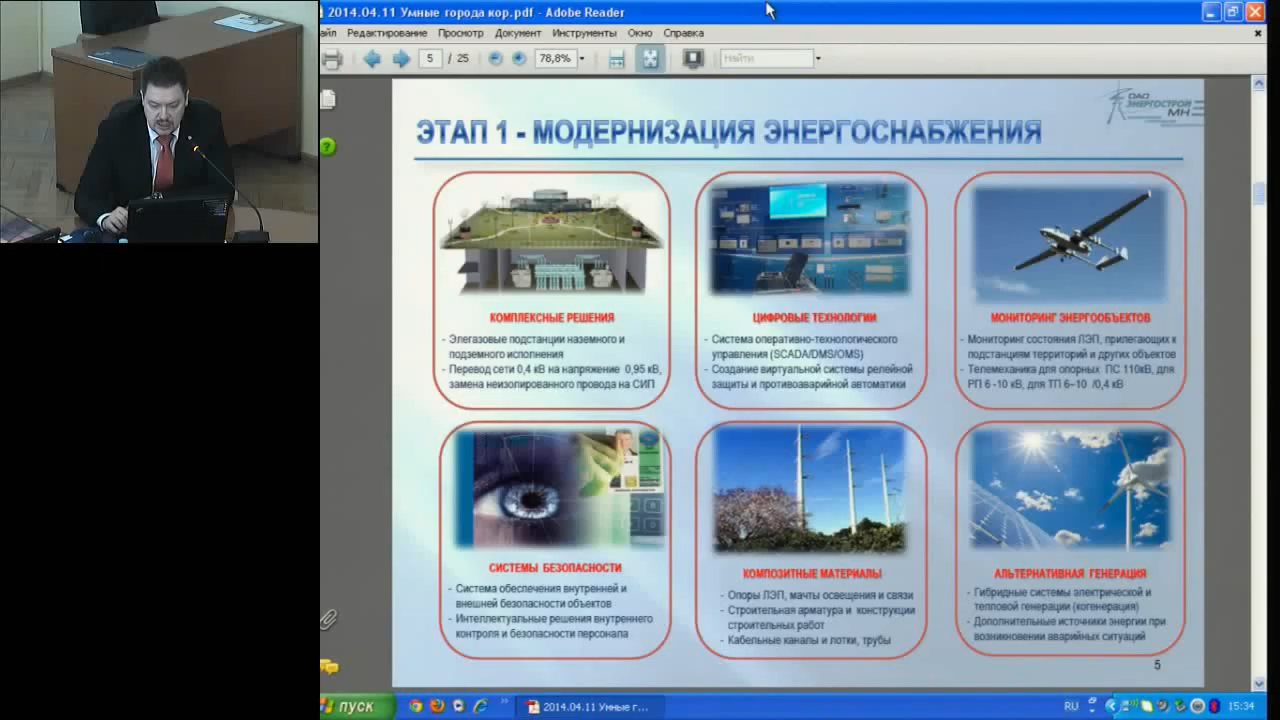 2014.04.11 Умные города кор.pdf - Adobe Reader
айл Редактирование Просмотр Документ Инструменты Окно Справка
5 / 25 78,8% Найти
ОАО
ЭНЕРГОСТРОЙ
МН
ЭТАП 1 - МОДЕРНИЗАЦИЯ ЭНЕРГОСНАБЖЕНИЯ
КОМПЛЕКСНЫЕ РЕШЕНИЯ
- Элегазовые подстанции наземного и
подземного исполнения
- Перевод сети 0,4 кВ на напряжение 0,95 кВ,
замена неизолированного провода на СИП
ЦИФРОВЫЕ ТЕХНОЛОГИИ
- Система оперативно-технологического
управления (SCADA/DMS/OMS)
- Создание виртуальной системы релейной
защиты и противоаварийной автоматики
МОНИТОРИНГ ЭНЕРГООБЪЕКТОВ
- Мониторинг состояния ЛЭП, прилегающих к
подстанциям территорий и других объектов
- Телемеханика для опорных ПС 110кВ, для
РП 6 -10 кВ, для ТП 6–10 /0,4 кВ
СИСТЕМЫ БЕЗОПАСНОСТИ
- Система обеспечения внутренней и
внешней безопасности объектов
- Интеллектуальные решения внутреннего
контроля и безопасности персонала
КОМПОЗИТНЫЕ МАТЕРИАЛЫ
- Опоры ЛЭП, мачты освещения и связи
- Строительная арматура и конструкции
строительных работ
- Кабельные каналы и лотки, трубы
АЛЬТЕРНАТИВНАЯ ГЕНЕРАЦИЯ
- Гибридные системы электрической и
тепловой генерации (когенерация)
- Дополнительные источники энергии при
возникновении аварийных ситуаций
5
пуск 2014.04.11 Умные г... RU 15:34